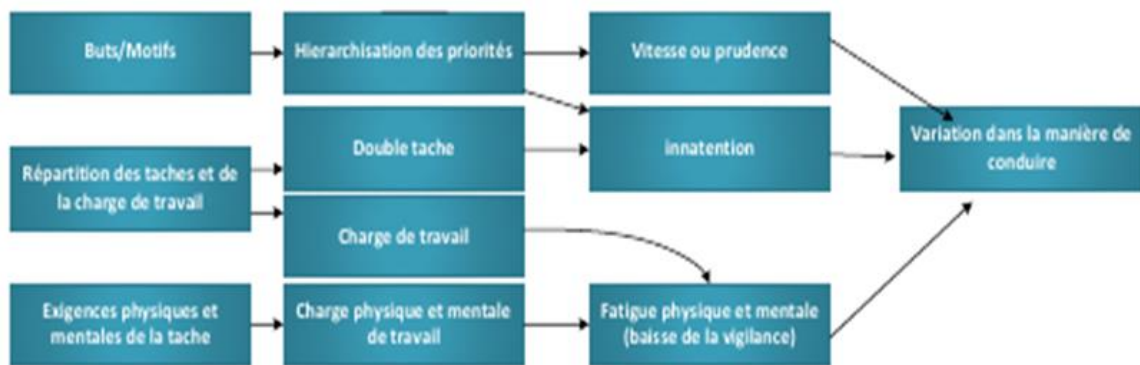 Buts/Motifs
Hierarchisation des priorités
Vitesse ou prudence
Double tache
innatention
Variation dans la manière de
conduire
Répartition des taches et de
la charge de travail
Charge de travail
Exigences physiques et
mentales de la tache
Charge physique et mentale
de travail
Fatigue physique et mentale
(baisse de la vigilance)